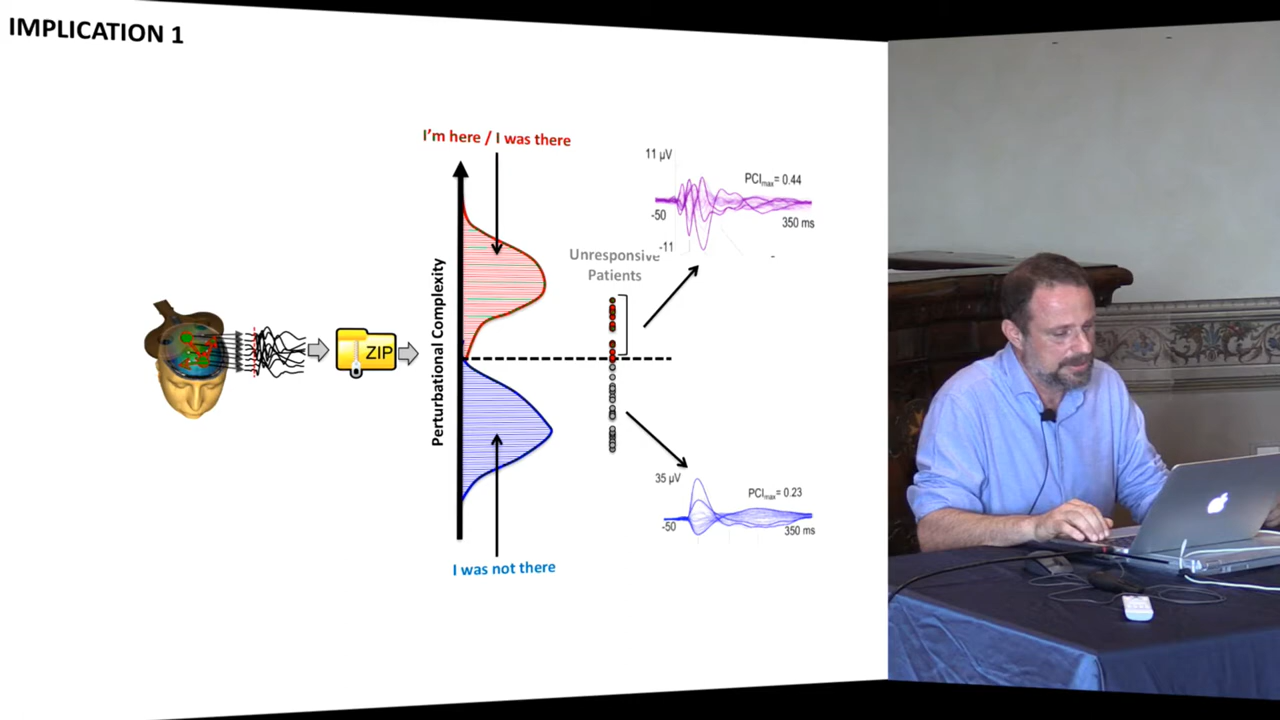 IMPLICATION 1
I'm here / I was there
11 µV
PCImax= 0.44
-50
350 ms
-11
Unresponsive
Patients
Perturbational Complexity
ZIP
35 µV
PCImax= 0.23
-50
350 ms
I was not there